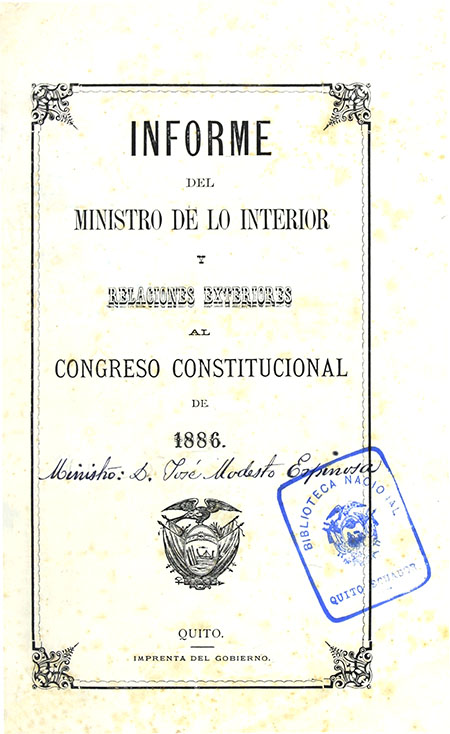 INFORME
DEL
MINISTRO DE LO INTERIOR
Y
RELACIONES EXTERIORES
AL
CONGRESO CONSTITUCIONAL
DE
1886.
Ministro: D. José Modesto Espinosa
BIBLIOTECA NACIONAL
QUITO-ECUADOR
QUITO.
IMPRENTA DEL GOBIERNO.